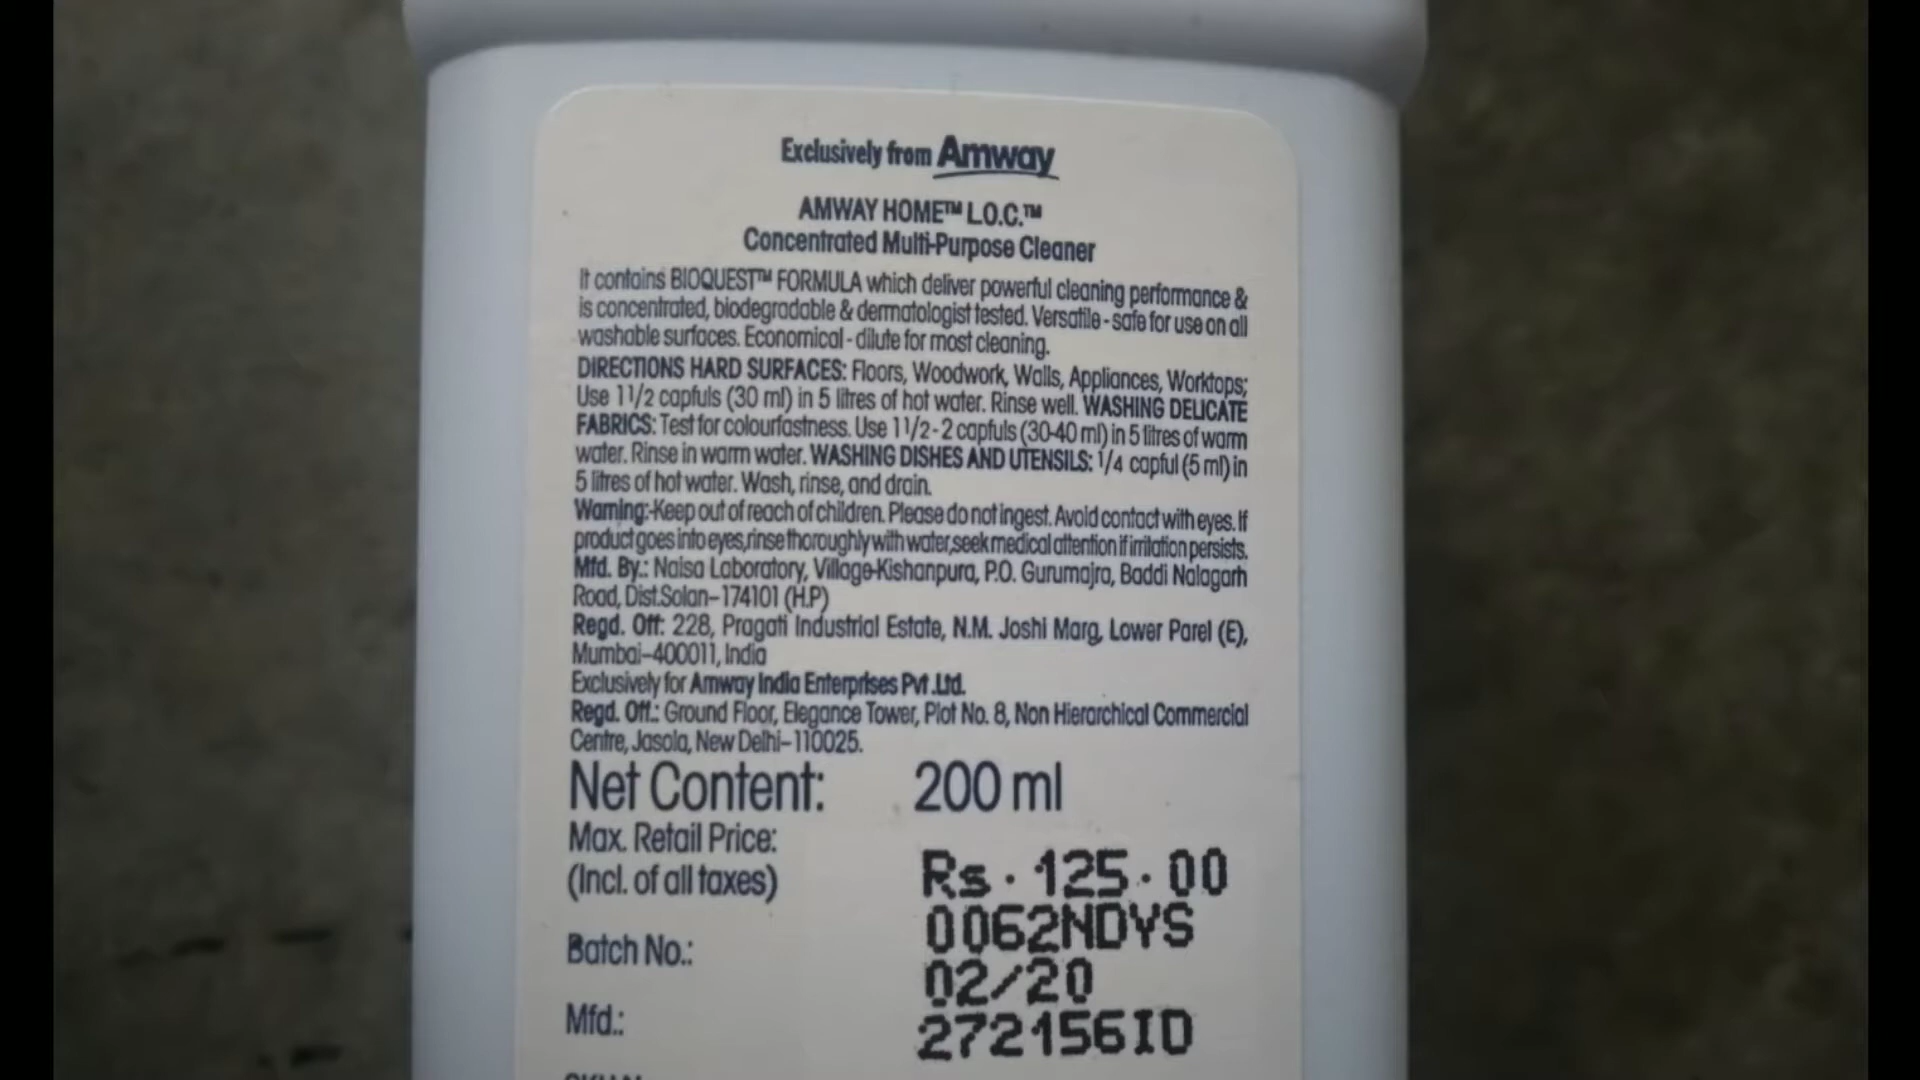 Exclusively from Amway
AMWAY HOME™ L.O.C.™
Concentrated Multi-Purpose Cleaner
It contains BIOQUEST™ FORMULA which deliver powerful cleaning performance &
is concentrated, biodegradable & dermatologist tested. Versatile - safe for use on all
washable surfaces. Economical - dilute for most cleaning.
DIRECTIONS HARD SURFACES: Floors, Woodwork, Walls, Appliances, Worktops;
Use 1 1/2 capfuls (30 ml) in 5 litres of hot water. Rinse well. WASHING DELICATE
FABRICS: Test for colourfastness. Use 1 1/2 - 2 capfuls (30-40 ml) in 5 litres of warm
water. Rinse in warm water. WASHING DISHES AND UTENSILS: 1/4 capful (5 ml) in
5 litres of hot water. Wash, rinse, and drain.
Warning:-Keep out of reach of children. Please do not ingest. Avoid contact with eyes. If
product goes into eyes,rinse thoroughly with water,seek medical attention if irritation persists.
Mfd. By.: Naisa Laboratory, Village-Kishanpura, P.O. Gurumajra, Baddi Nalagarh
Road, Dist.Solan-174101 (H.P)
Regd. Off: 228, Pragati Industrial Estate, N.M. Joshi Marg, Lower Parel (E),
Mumbai-400011, India
Exclusively for Amway India Enterprises Pvt .Ltd.
Regd. Off.: Ground Floor, Elegance Tower, Plot No. 8, Non Hierarchical Commercial
Centre, Jasola, New Delhi-110025.
Net Content: 200 ml
Max. Retail Price:
(Incl. of all taxes) Rs.125.00
Batch No.: 0062NDYS
02/20
Mfd.: 272156ID